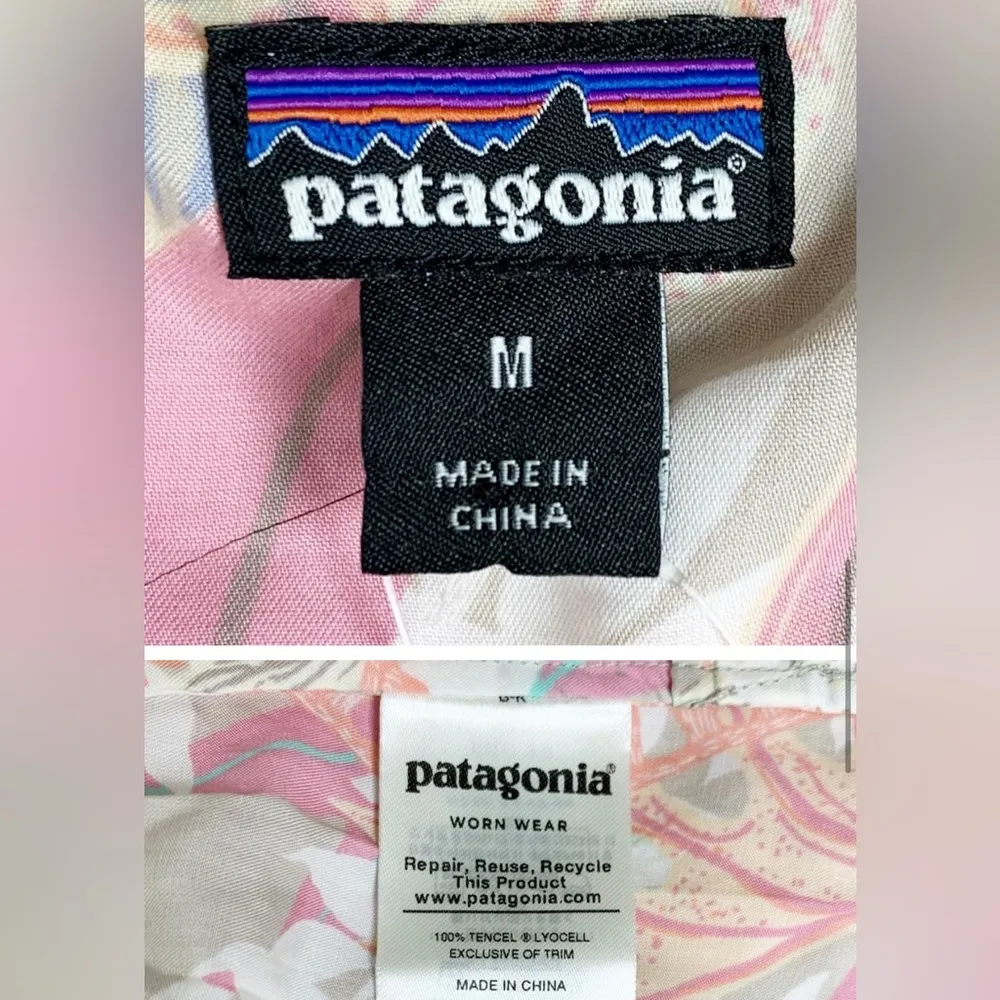 patagonia®
M
MADE IN
CHINA
patagonia®
WORN WEAR
Repair, Reuse, Recycle
This Product
www.patagonia.com
100% TENCEL ® LYOCELL
EXCLUSIVE OF TRIM
MADE IN CHINA